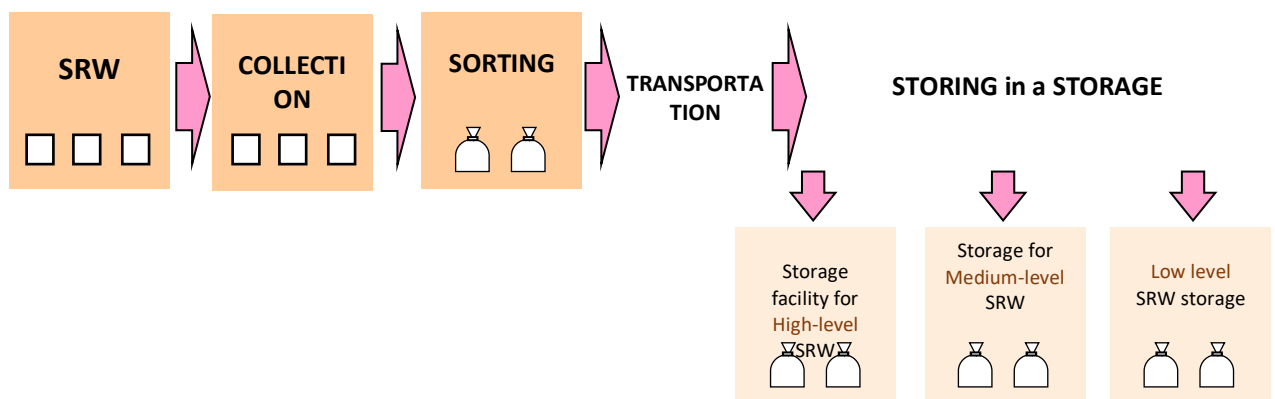 SRW
COLLECTI
ON
SORTING
TRANSPORTA
TION
STORING in a STORAGE
Storage
facility for
High-level
SRW
Storage for
Medium-level
SRW
Low level
SRW storage